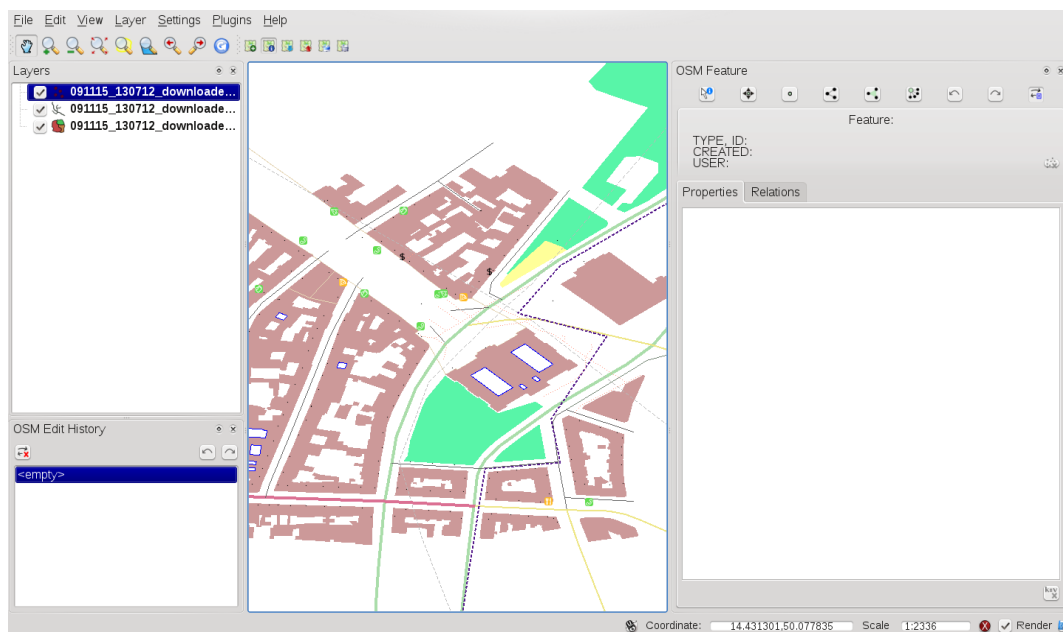 File Edit View Layer Settings Plugins Help
Layers
091115_130712_downloade...
091115_130712_downloade...
091115_130712_downloade...
OSM Edit History
<empty>
OSM Feature
Feature:
TYPE, ID:
CREATED:
USER:
Properties Relations
$
$
key
Coordinate: 14.431301,50.077835 Scale 1:2336 Render